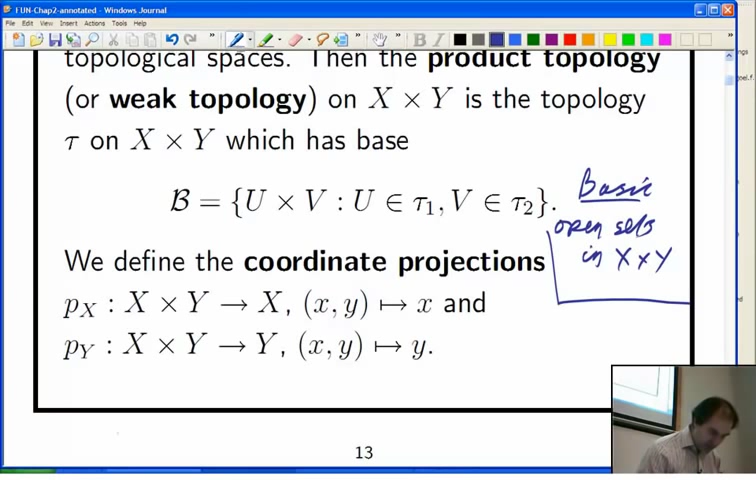 FUN-Chap2-annotated - Windows Journal
File Edit View Insert Actions Tools Help
topological spaces. Then the product topology
(or weak topology) on X × Y is the topology
τ on X × Y which has base
B = {U × V : U ∈ τ₁, V ∈ τ₂}.
Basic
open sets
in X × Y
We define the coordinate projections
p_X : X × Y → X, (x, y) ↦ x and
p_Y : X × Y → Y, (x, y) ↦ y.
13